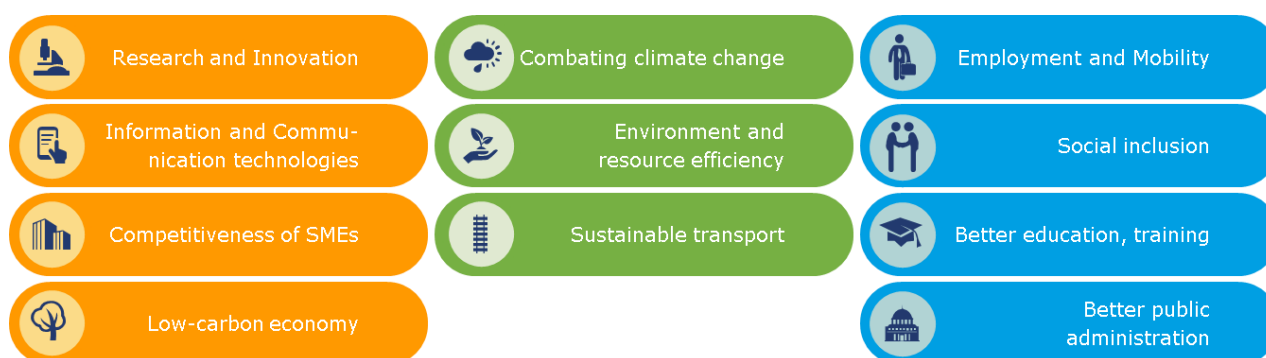 Research and Innovation
Information and Commu-
nication technologies
Competitiveness of SMEs
Low-carbon economy
Combating climate change
Environment and
resource efficiency
Sustainable transport
Employment and Mobility
Social inclusion
Better education, training
Better public
administration